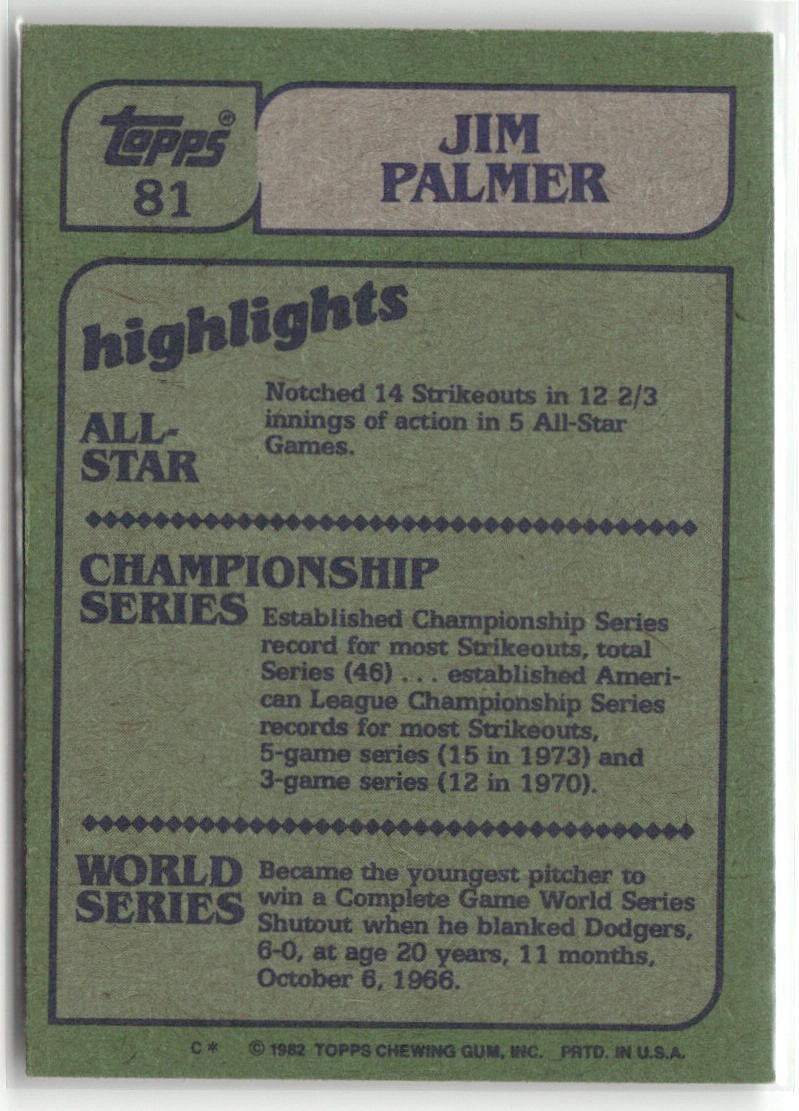 Topps®
81
JIM
PALMER
highlights
ALL-
STAR
Notched 14 Strikeouts in 12 2/3
innings of action in 5 All-Star
Games.
CHAMPIONSHIP
SERIES
Established Championship Series
record for most Strikeouts, total
Series (46) . . . established Ameri-
can League Championship Series
records for most Strikeouts,
5-game series (15 in 1973) and
3-game series (12 in 1970).
WORLD
SERIES
Became the youngest pitcher to
win a Complete Game World Series
Shutout when he blanked Dodgers,
6-0, at age 20 years, 11 months,
October 6, 1966.
C* © 1982 TOPPS CHEWING GUM, INC. PRTD. IN U.S.A.